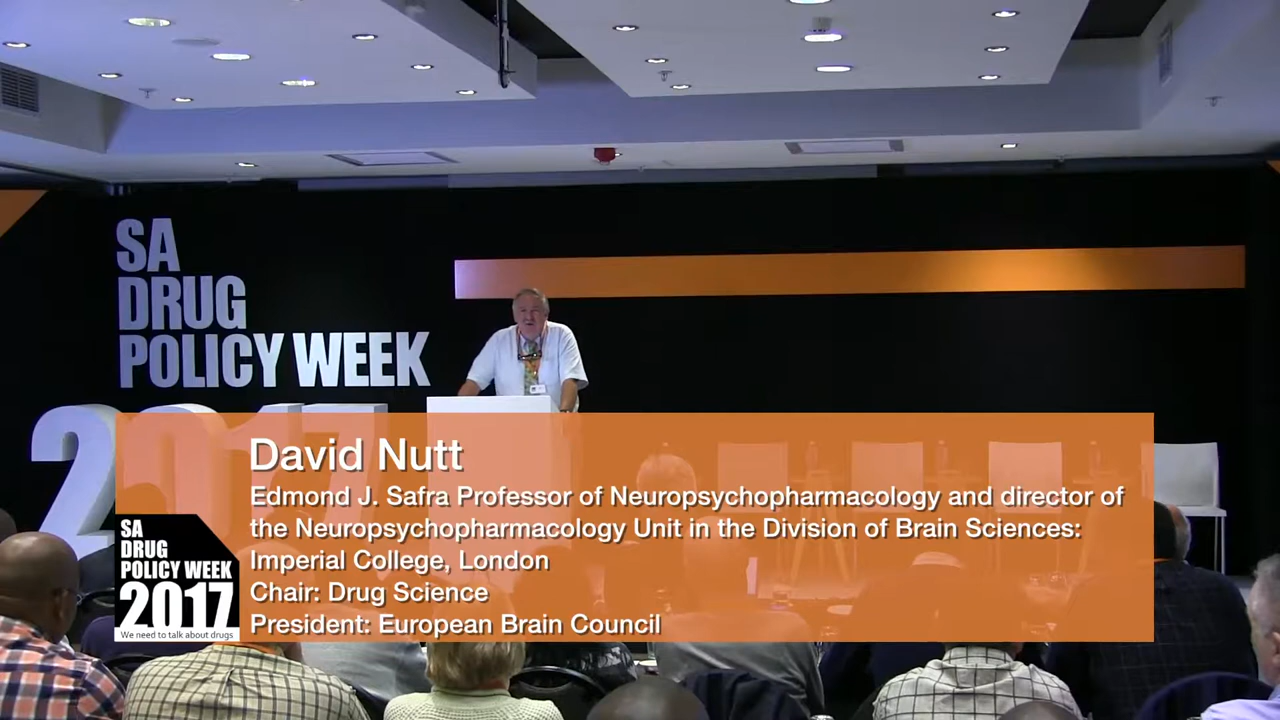 SA
DRUG
POLICY WEEK
2017
David Nutt
Edmond J. Safra Professor of Neuropsychopharmacology and director of
the Neuropsychopharmacology Unit in the Division of Brain Sciences:
Imperial College, London
Chair: Drug Science
President: European Brain Council
SA
DRUG
POLICY WEEK
2017
We need to talk about drugs